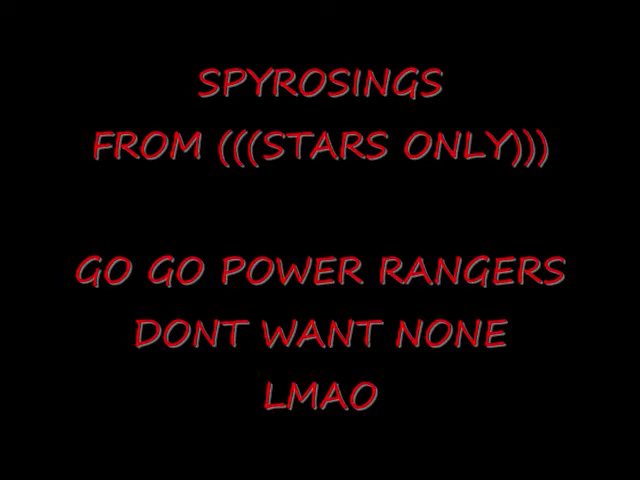 SPYROSINGS
FROM (((STARS ONLY)))
GO GO POWER RANGERS
DONT WANT NONE
LMAO